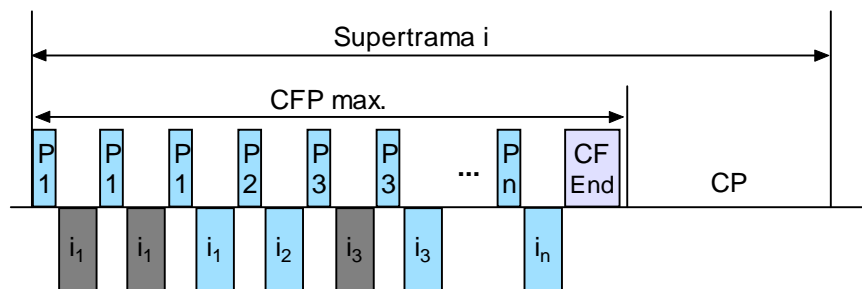 Supertrama i
CFP max.
P P P P P P ... P CF
1 1 1 2 3 3 n End CP
i₁ i₁ i₁ i₂ i₃ i₃ iₙ